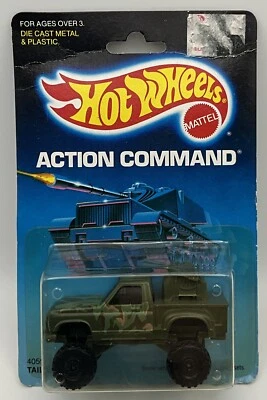 FOR AGES OVER 3.
DIE CAST METAL
& PLASTIC.
Hot Wheels
MATTEL
ACTION COMMAND®